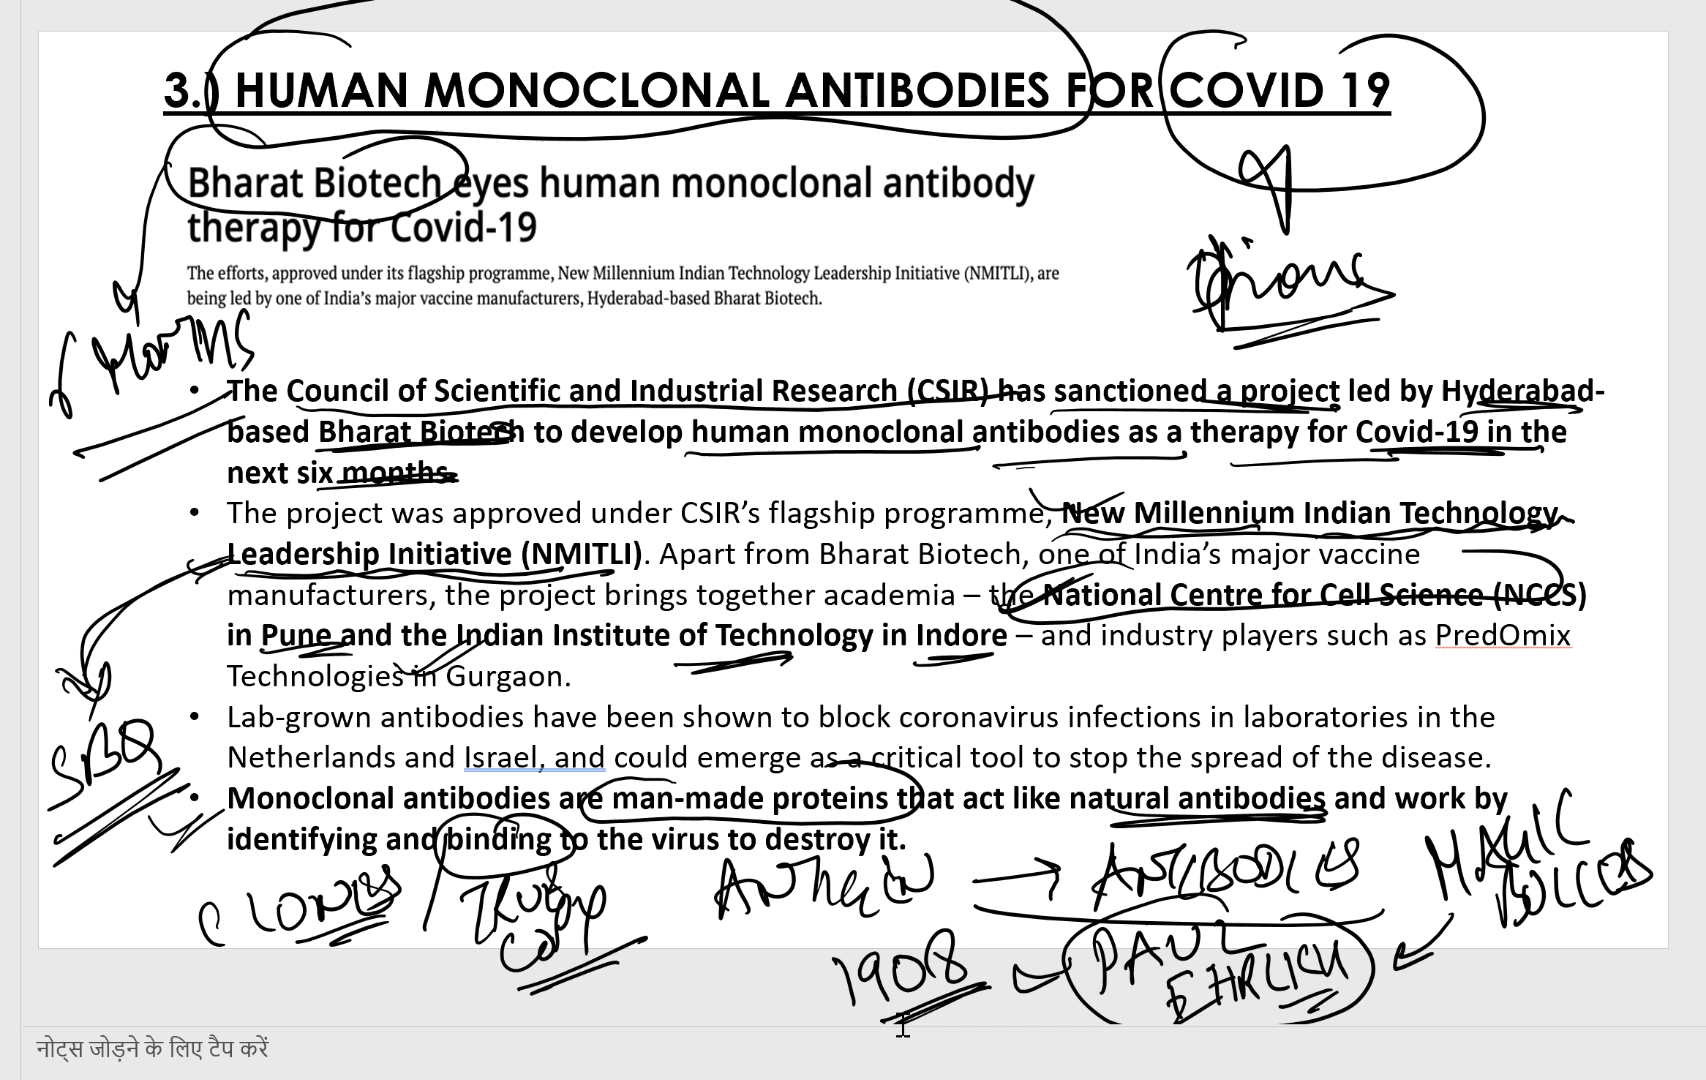 3.) HUMAN MONOCLONAL ANTIBODIES FOR COVID 19
Bharat Biotech eyes human monoclonal antibody
therapy for Covid-19
The efforts, approved under its flagship programme, New Millennium Indian Technology Leadership Initiative (NMITLI), are
being led by one of India's major vaccine manufacturers, Hyderabad-based Bharat Biotech.
• The Council of Scientific and Industrial Research (CSIR) has sanctioned a project led by Hyderabad-
based Bharat Biotech to develop human monoclonal antibodies as a therapy for Covid-19 in the
next six months.
• The project was approved under CSIR's flagship programme, New Millennium Indian Technology
Leadership Initiative (NMITLI). Apart from Bharat Biotech, one of India's major vaccine
manufacturers, the project brings together academia – the National Centre for Cell Science (NCCS)
in Pune and the Indian Institute of Technology in Indore – and industry players such as PredOmix
Technologies in Gurgaon.
• Lab-grown antibodies have been shown to block coronavirus infections in laboratories in the
Netherlands and Israel, and could emerge as a critical tool to stop the spread of the disease.
• Monoclonal antibodies are man-made proteins that act like natural antibodies and work by
identifying and binding to the virus to destroy it.
CLONES
ANTIGEN → ANTIBODIES
MAGIC
BULLETS
1908
PAUL
EHRLICH
नोट्स जोड़ने के लिए टैप करें